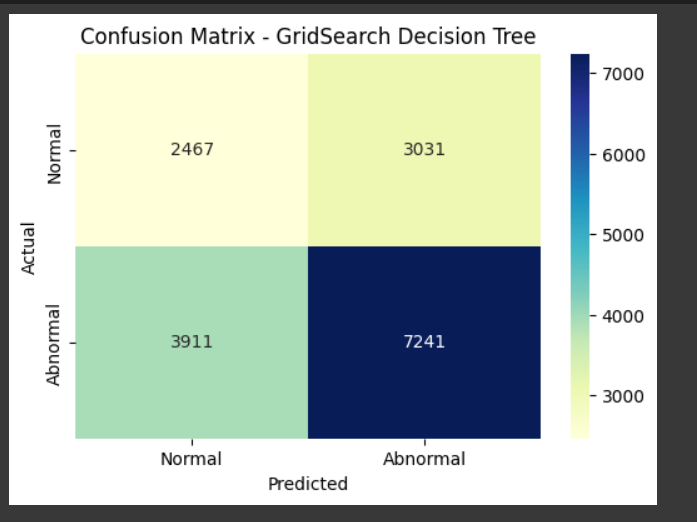 Confusion Matrix - GridSearch Decision Tree
Actual
Normal
2467
3031
Abnormal
3911
7241
Normal
Abnormal
Predicted
7000
6000
5000
4000
3000